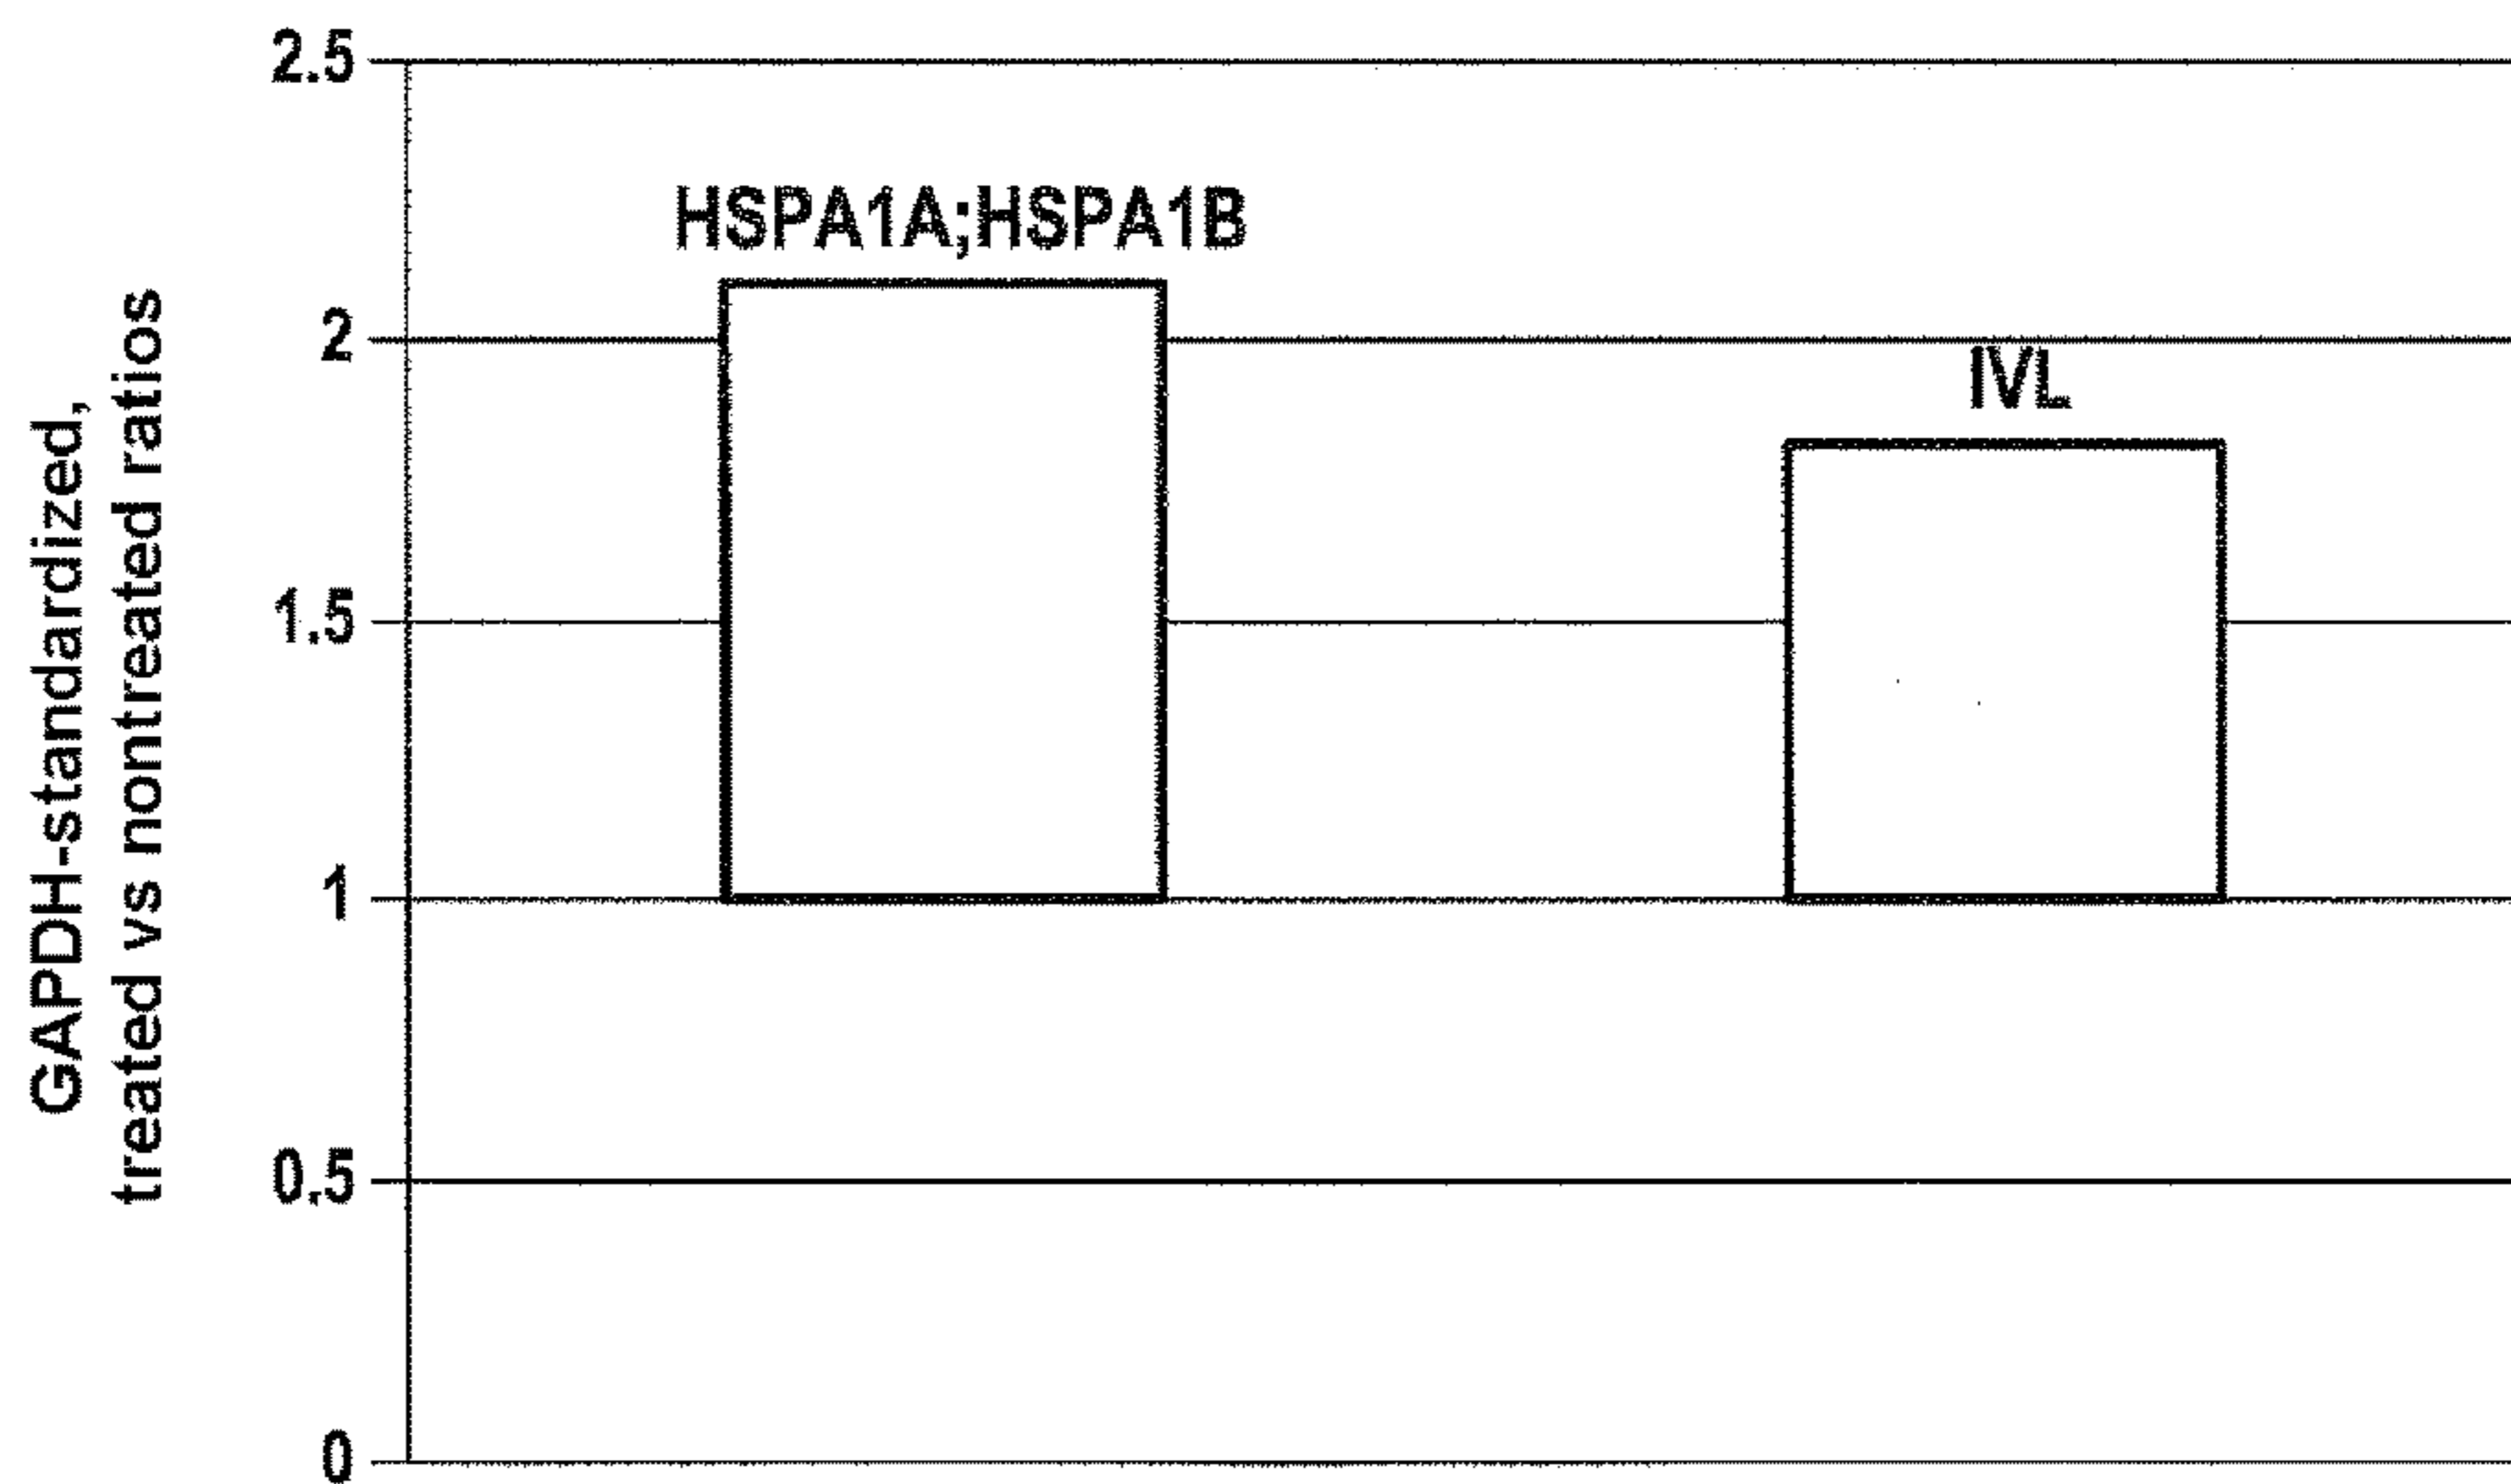 GAPDH-standardized,
treated vs nontreated ratios
2.5
2
1.5
1
0.5
0
HSPA1A;HSPA1B
IVL